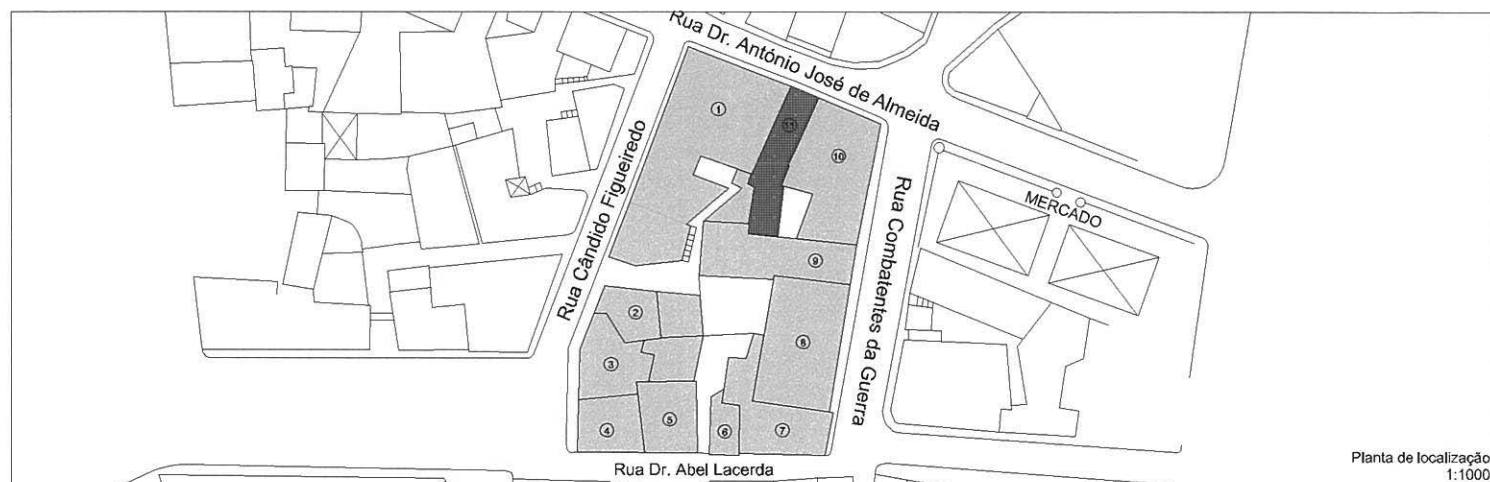 Rua Dr. António José de Almeida
1
11
10
Rua Cândido Figueiredo
Rua Combatentes da Guerra
MERCADO
9
2
8
3
4
5
6
7
Rua Dr. Abel Lacerda
Planta de localização
1:1000